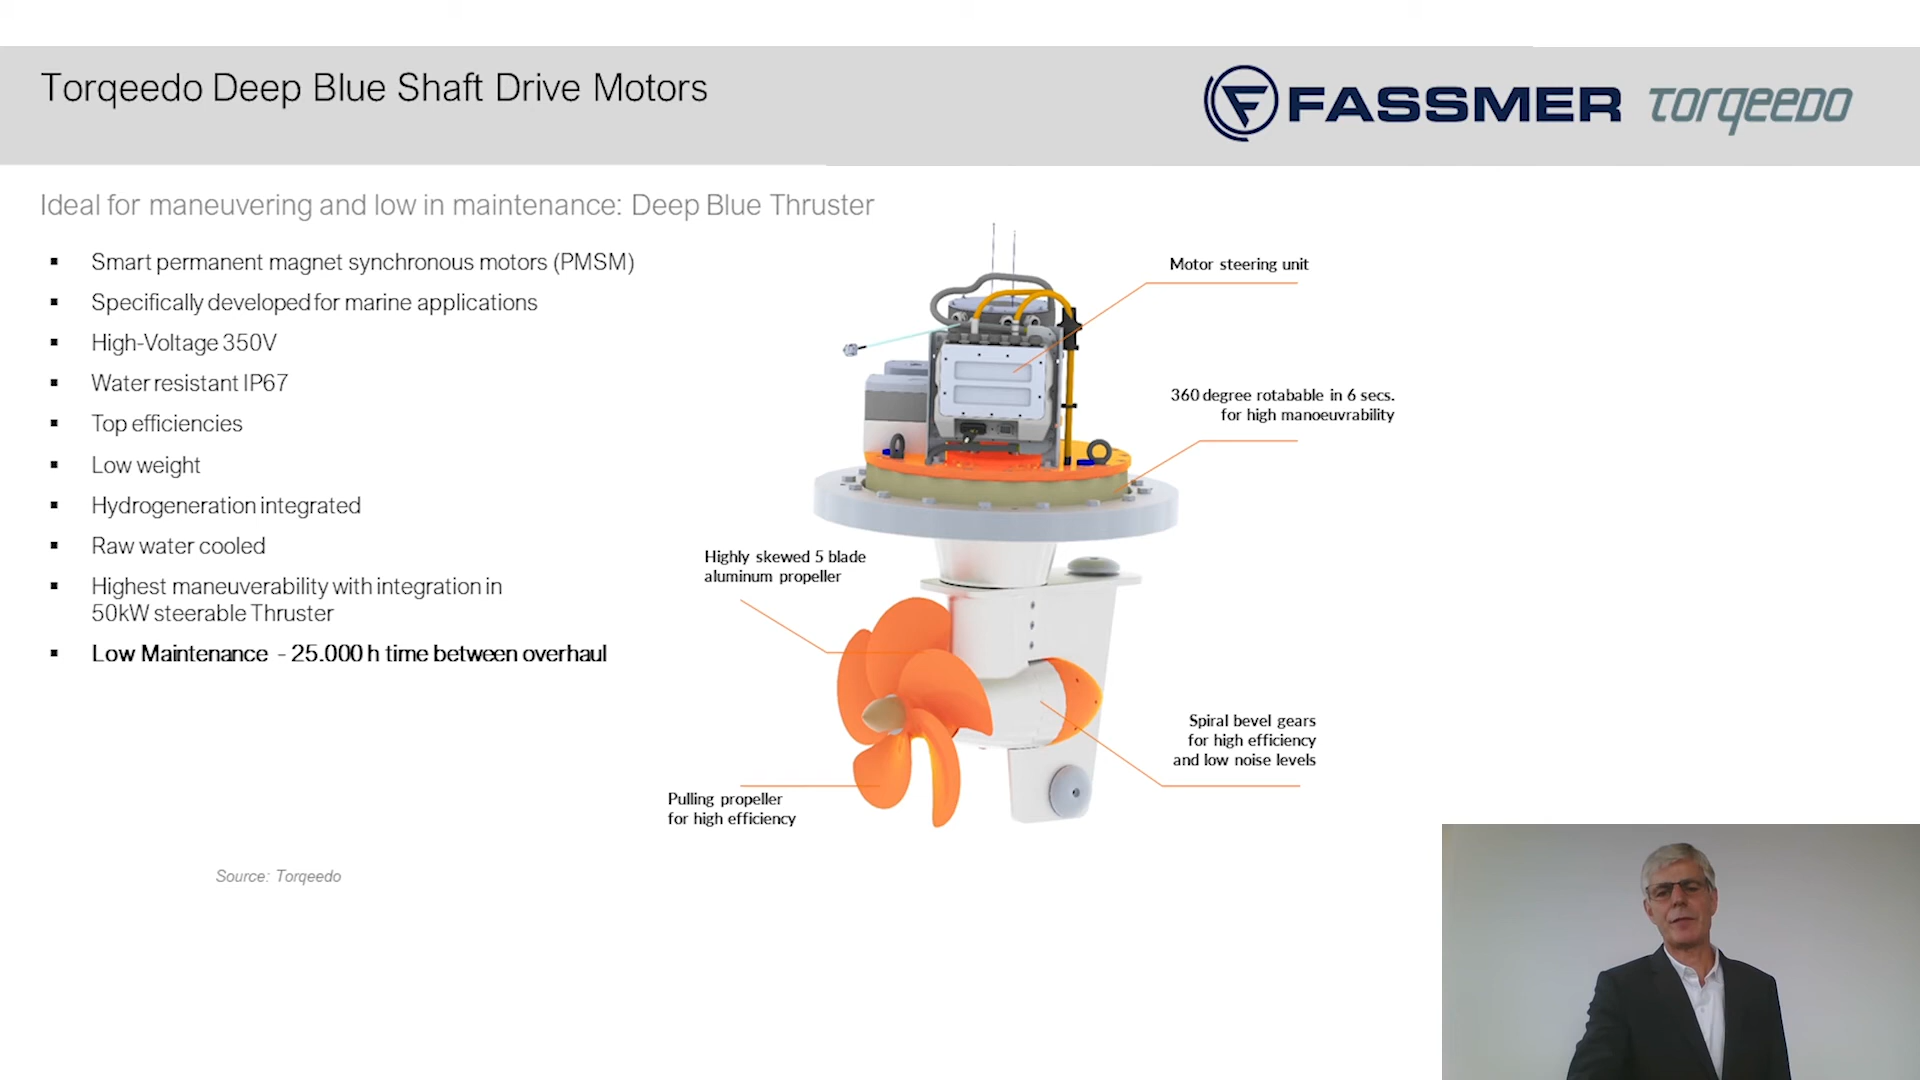 Torqeedo Deep Blue Shaft Drive Motors
FASSMER
Torqeedo
Ideal for maneuvering and low in maintenance: Deep Blue Thruster
▪ Smart permanent magnet synchronous motors (PMSM)
▪ Specifically developed for marine applications
▪ High-Voltage 350V
▪ Water resistant IP67
▪ Top efficiencies
▪ Low weight
▪ Hydrogeneration integrated
▪ Raw water cooled
▪ Highest maneuverability with integration in
50kW steerable Thruster
▪ Low Maintenance - 25.000 h time between overhaul
Motor steering unit
360 degree rotabable in 6 secs.
for high manoeuvrability
Highly skewed 5 blade
aluminum propeller
Spiral bevel gears
for high efficiency
and low noise levels
Pulling propeller
for high efficiency
Source: Torqeedo